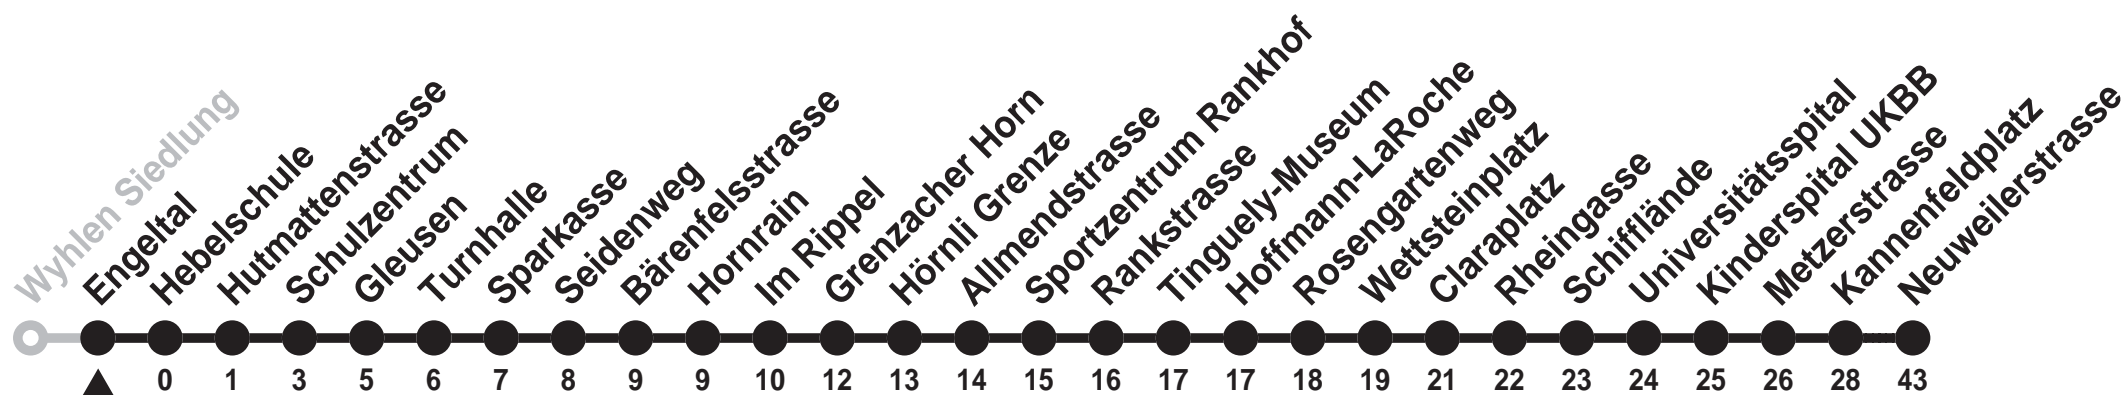 Wyhlen Siedlung
Engeltal
Hebelschule
Hutmattenstrasse
Schulzentrum
Gleusen
Turnhalle
Sparkasse
Seidenweg
Bärenfelsstrasse
Hornrain
Im Rippel
Grenzacher Horn
Hörnli Grenze
Allmendstrasse
Sportzentrum Rankhof
Rankstrasse
Tinguely-Museum
Hoffmann-LaRoche
Rosengartenweg
Wettsteinplatz
Claraplatz
Rheingasse
Schifflände
Universitätsspital
Kinderspital UKBB
Metzerstrasse
Kannenfeldplatz
Neuweilerstrasse
0 1 3 5 6 7 8 9 9 10 12 13 14 15 16 17 17 18 19 21 22 23 24 25 26 28 43